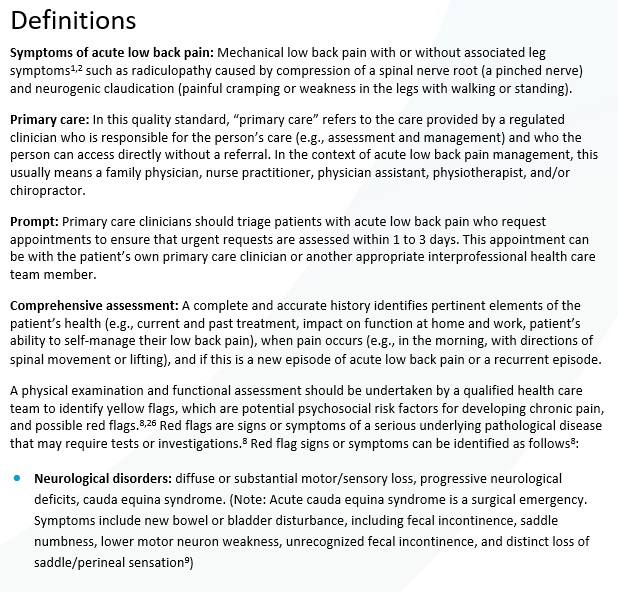 Definitions
Symptoms of acute low back pain: Mechanical low back pain with or without associated leg
symptoms1,2 such as radiculopathy caused by compression of a spinal nerve root (a pinched nerve)
and neurogenic claudication (painful cramping or weakness in the legs with walking or standing).
Primary care: In this quality standard, “primary care” refers to the care provided by a regulated
clinician who is responsible for the person’s care (e.g., assessment and management) and who the
person can access directly without a referral. In the context of acute low back pain management, this
usually means a family physician, nurse practitioner, physician assistant, physiotherapist, and/or
chiropractor.
Prompt: Primary care clinicians should triage patients with acute low back pain who request
appointments to ensure that urgent requests are assessed within 1 to 3 days. This appointment can
be with the patient’s own primary care clinician or another appropriate interprofessional health care
team member.
Comprehensive assessment: A complete and accurate history identifies pertinent elements of the
patient’s health (e.g., current and past treatment, impact on function at home and work, patient’s
ability to self-manage their low back pain), when pain occurs (e.g., in the morning, with directions of
spinal movement or lifting), and if this is a new episode of acute low back pain or a recurrent episode.
A physical examination and functional assessment should be undertaken by a qualified health care
team to identify yellow flags, which are potential psychosocial risk factors for developing chronic pain,
and possible red flags.8,26 Red flags are signs or symptoms of a serious underlying pathological disease
that may require tests or investigations.8 Red flag signs or symptoms can be identified as follows8:
• Neurological disorders: diffuse or substantial motor/sensory loss, progressive neurological
deficits, cauda equina syndrome. (Note: Acute cauda equina syndrome is a surgical emergency.
Symptoms include new bowel or bladder disturbance, including fecal incontinence, saddle
numbness, lower motor neuron weakness, unrecognized fecal incontinence, and distinct loss of
saddle/perineal sensation9)